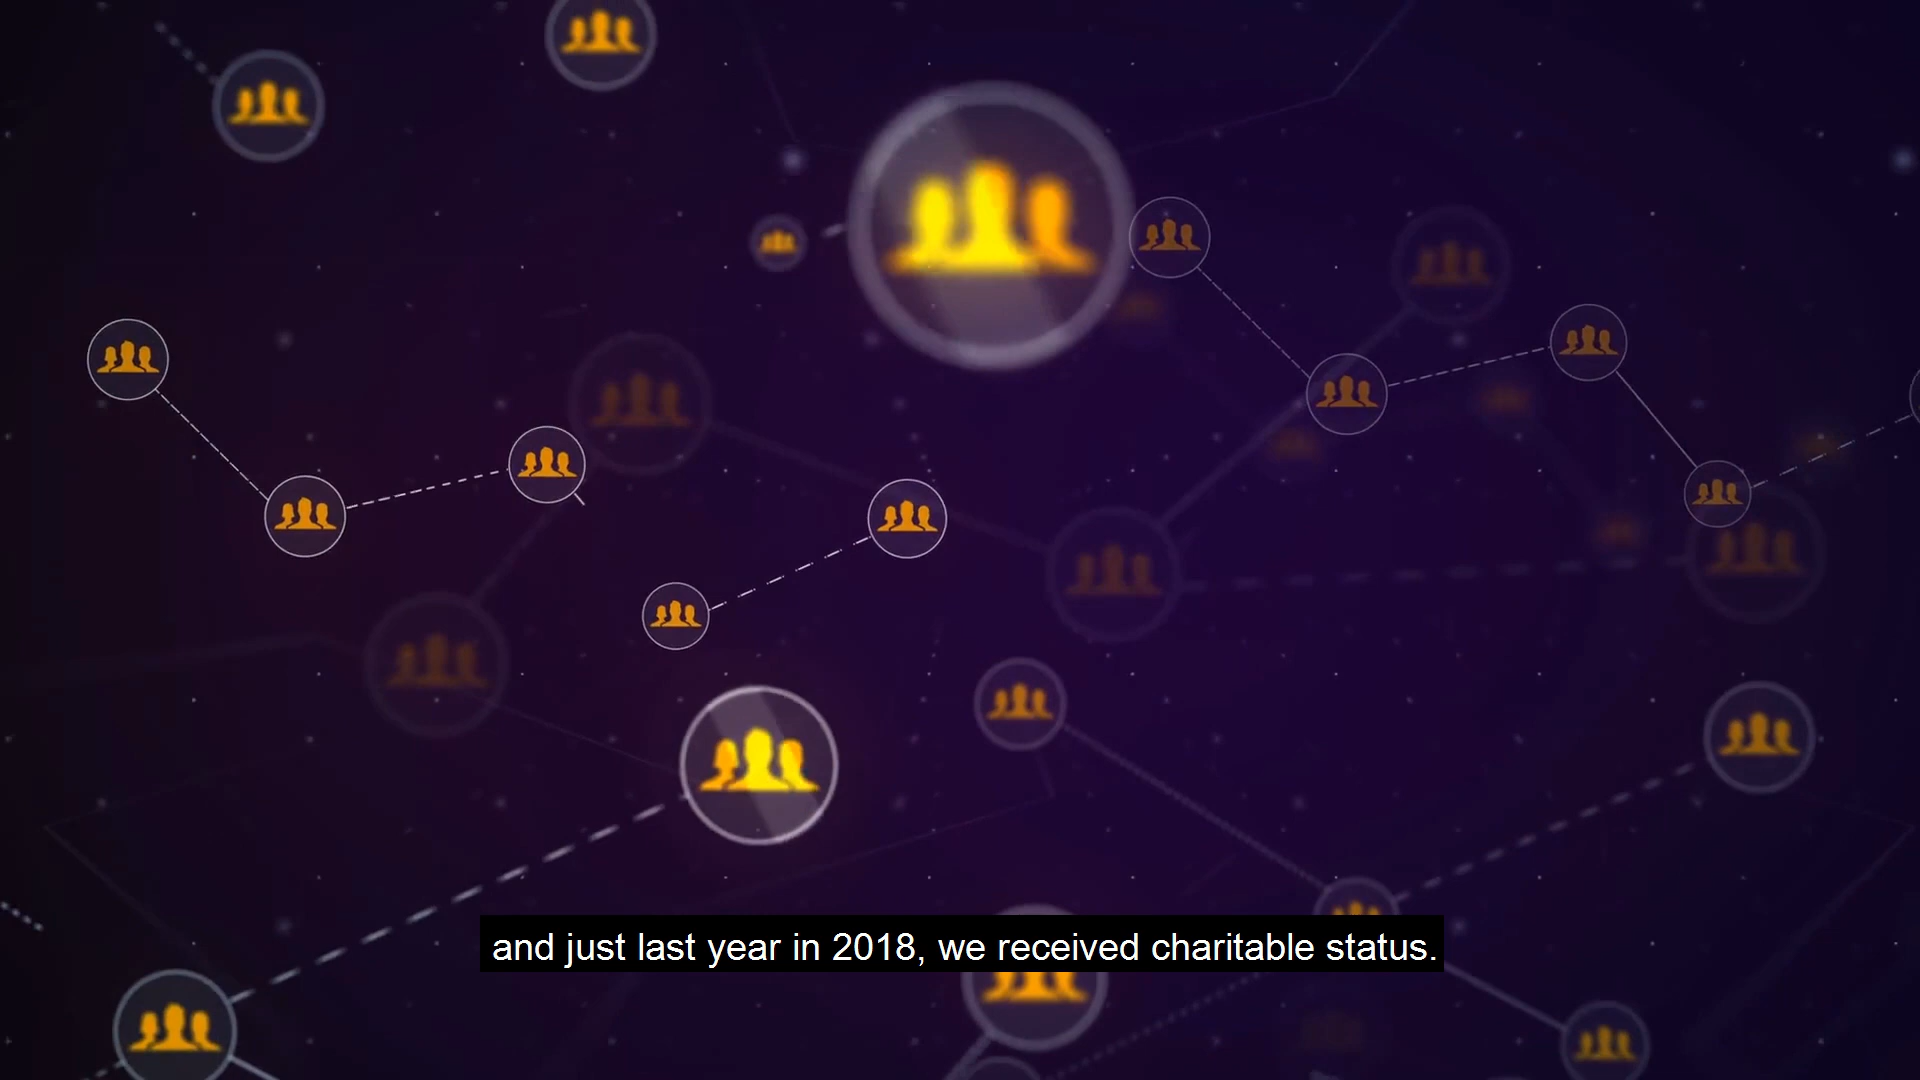 and just last year in 2018, we received charitable status.